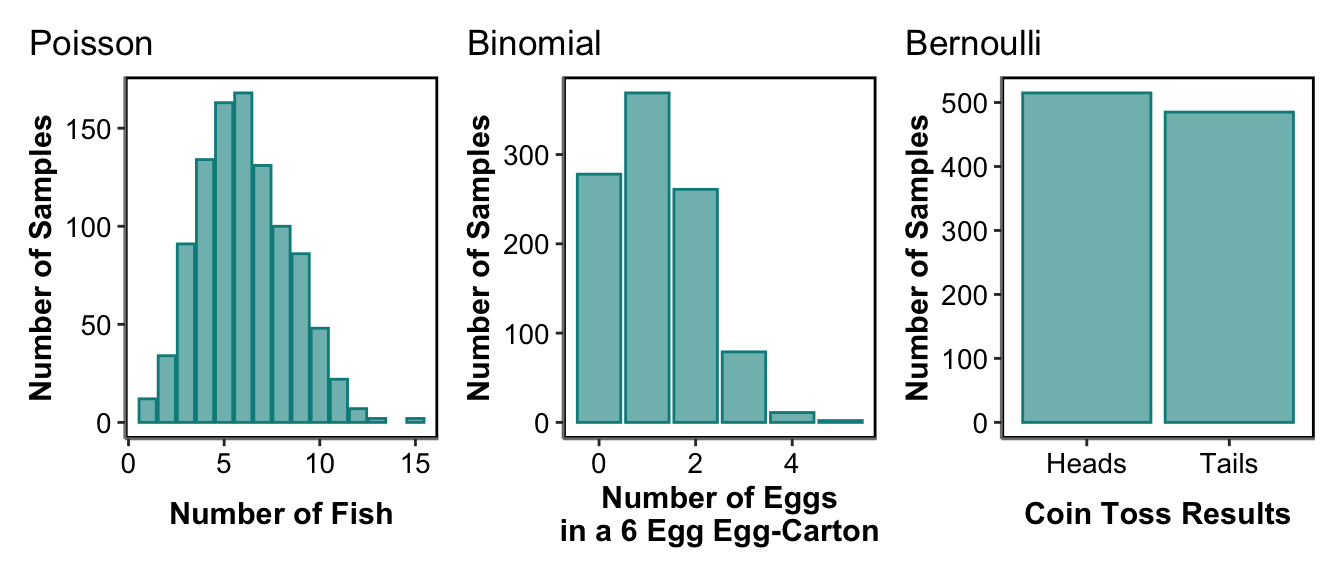 Poisson
Number of Samples
150
100
50
0
0 5 10 15
Number of Fish
Binomial
Number of Samples
300
200
100
0
0 2 4
Number of Eggs
in a 6 Egg Egg-Carton
Bernoulli
Number of Samples
500
400
300
200
100
0
Heads Tails
Coin Toss Results